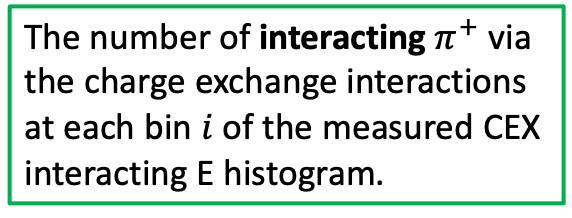 The number of interacting π⁺ via
the charge exchange interactions
at each bin i of the measured CEX
interacting E histogram.